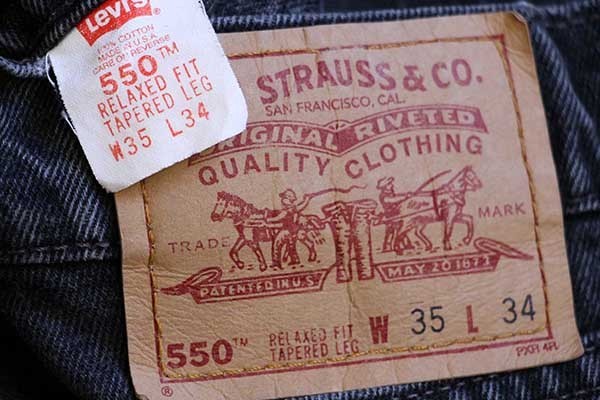 Levi's
100% COTTON
MADE IN U.S.A.
CARE ON REVERSE
550™
RELAXED FIT
TAPERED LEG
W35 L34
STRAUSS & CO.
SAN FRANCISCO, CAL.
ORIGINAL RIVETED
QUALITY CLOTHING
TRADE MARK
PATENTED IN U.S. MAY 20 1873
550™ RELAXED FIT TAPERED LEG W 35 L 34
®